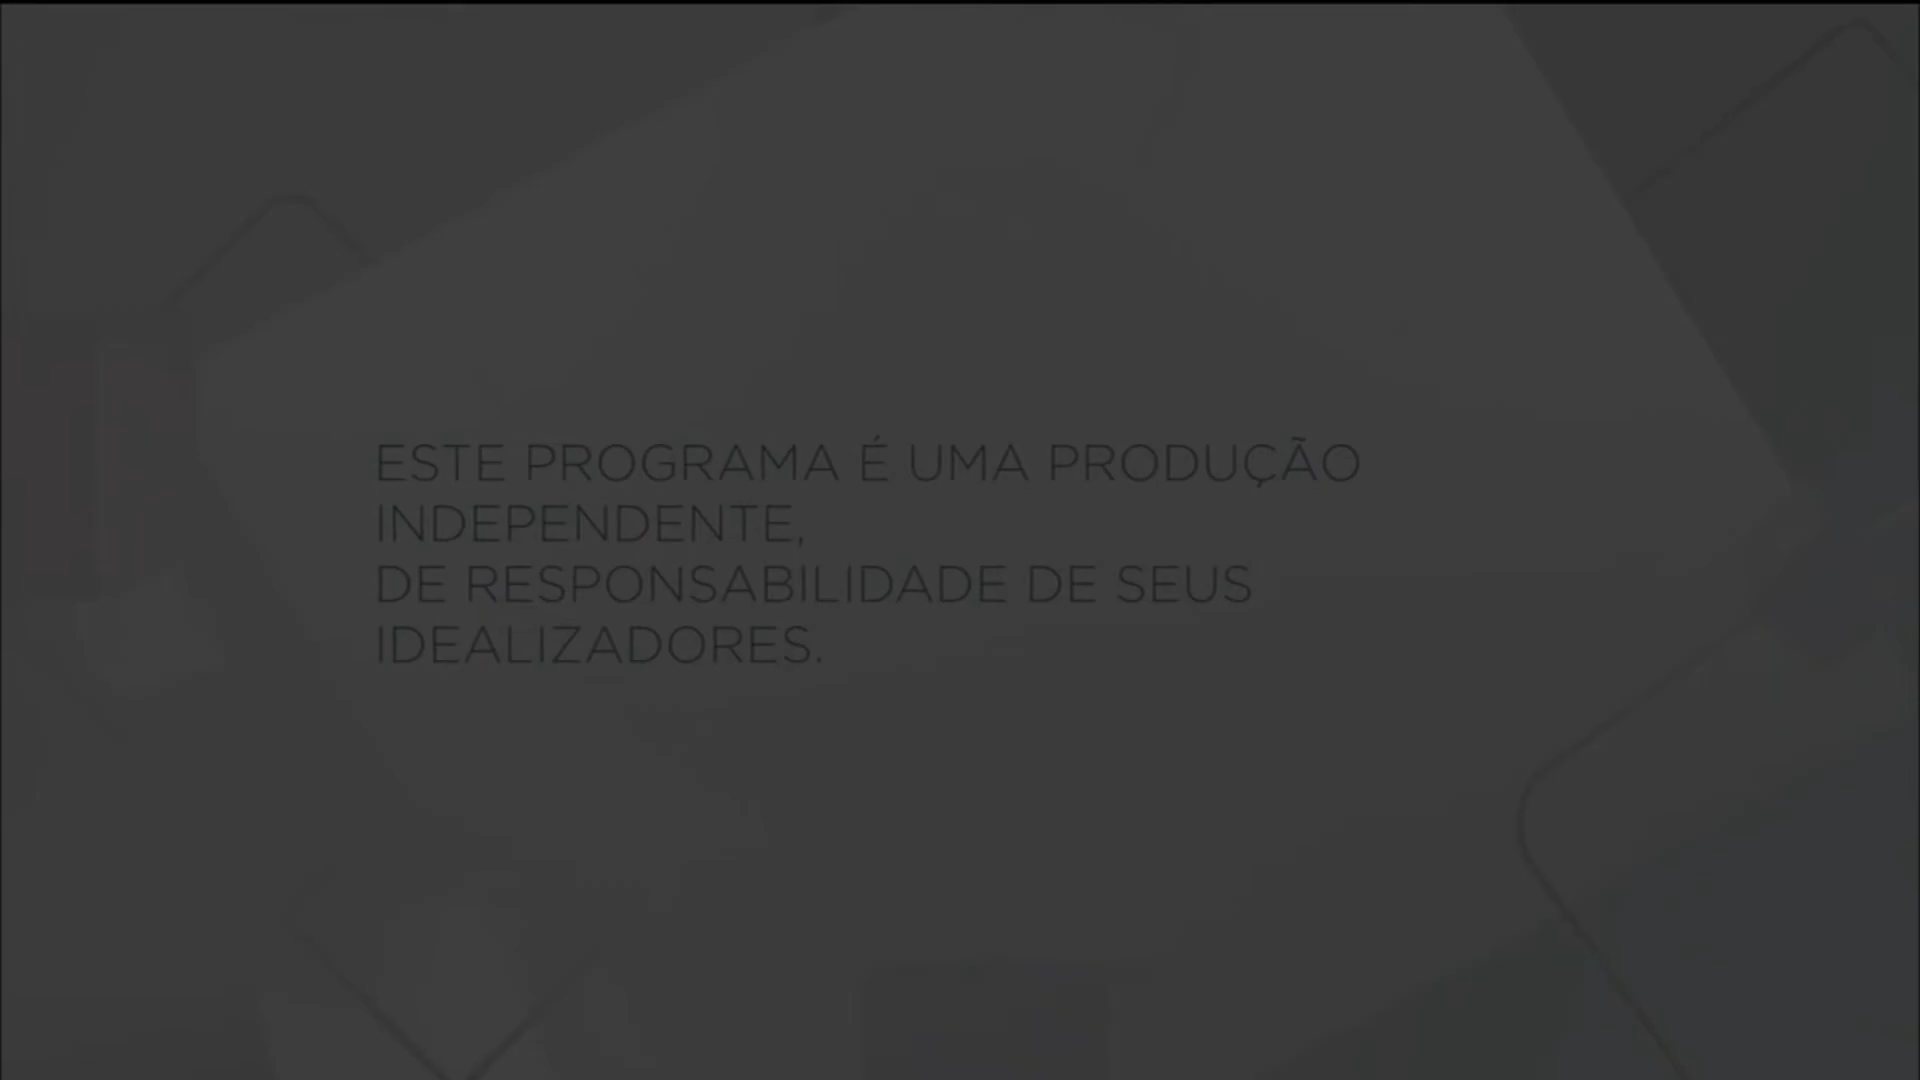 ESTE PROGRAMA É UMA PRODUÇÃO
INDEPENDENTE,
DE RESPONSABILIDADE DE SEUS
IDEALIZADORES.